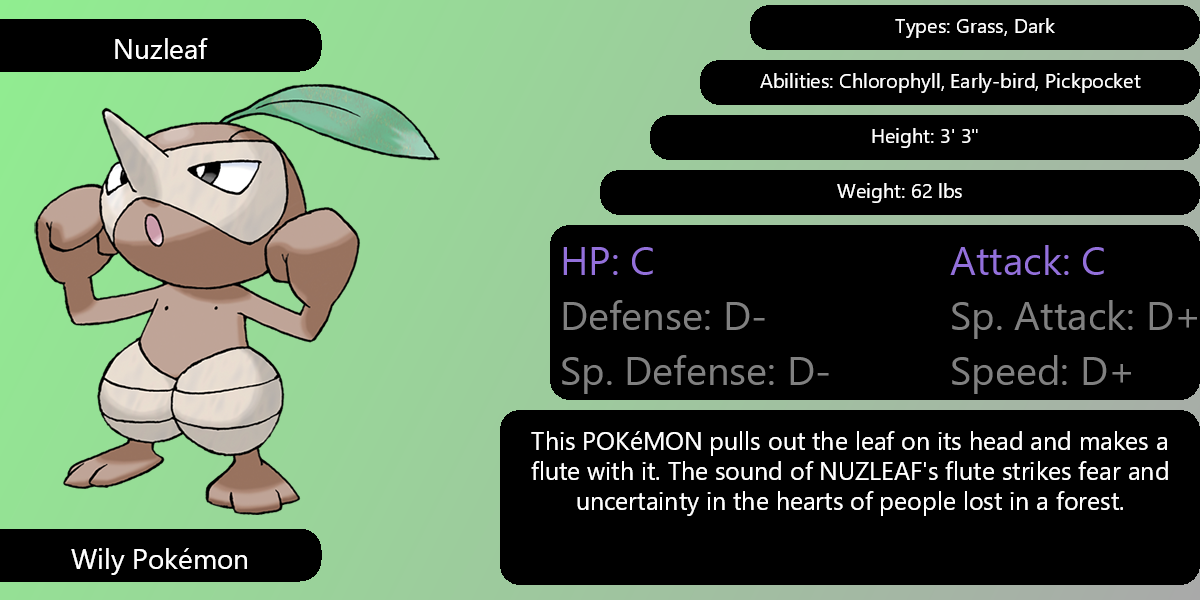 Nuzleaf
Wily Pokémon
Types: Grass, Dark
Abilities: Chlorophyll, Early-bird, Pickpocket
Height: 3' 3"
Weight: 62 lbs
HP: C
Attack: C
Defense: D-
Sp. Attack: D+
Sp. Defense: D-
Speed: D+
This POKéMON pulls out the leaf on its head and makes a
flute with it. The sound of NUZLEAF's flute strikes fear and
uncertainty in the hearts of people lost in a forest.